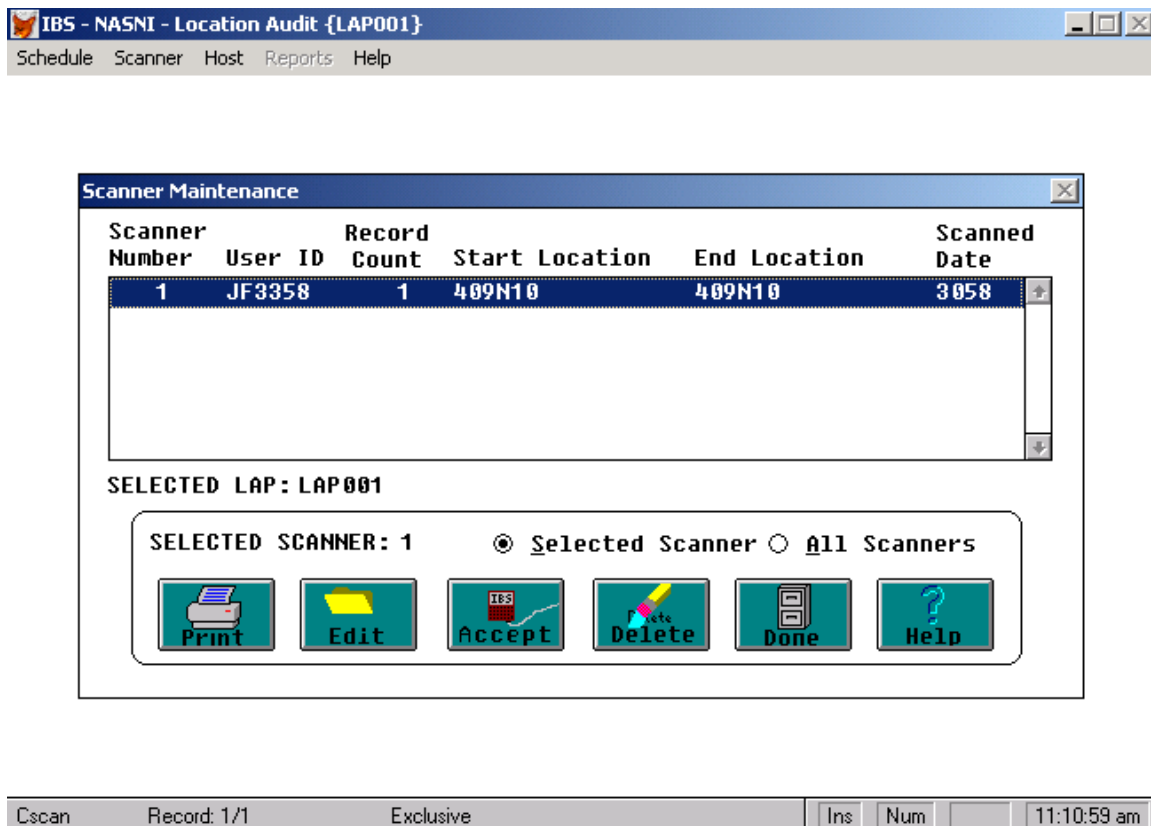 IBS - NASNI - Location Audit {LAP001}
Schedule Scanner Host Reports Help
Scanner Maintenance
Scanner Record Scanned
Number User ID Count Start Location End Location Date
1 JF3358 1 409N10 409N10 3058
SELECTED LAP: LAP001
SELECTED SCANNER: 1 Selected Scanner All Scanners
IBS
Print Edit Accept Delete Done Help
Cscan Record: 1/1 Exclusive Ins Num 11:10:59 am